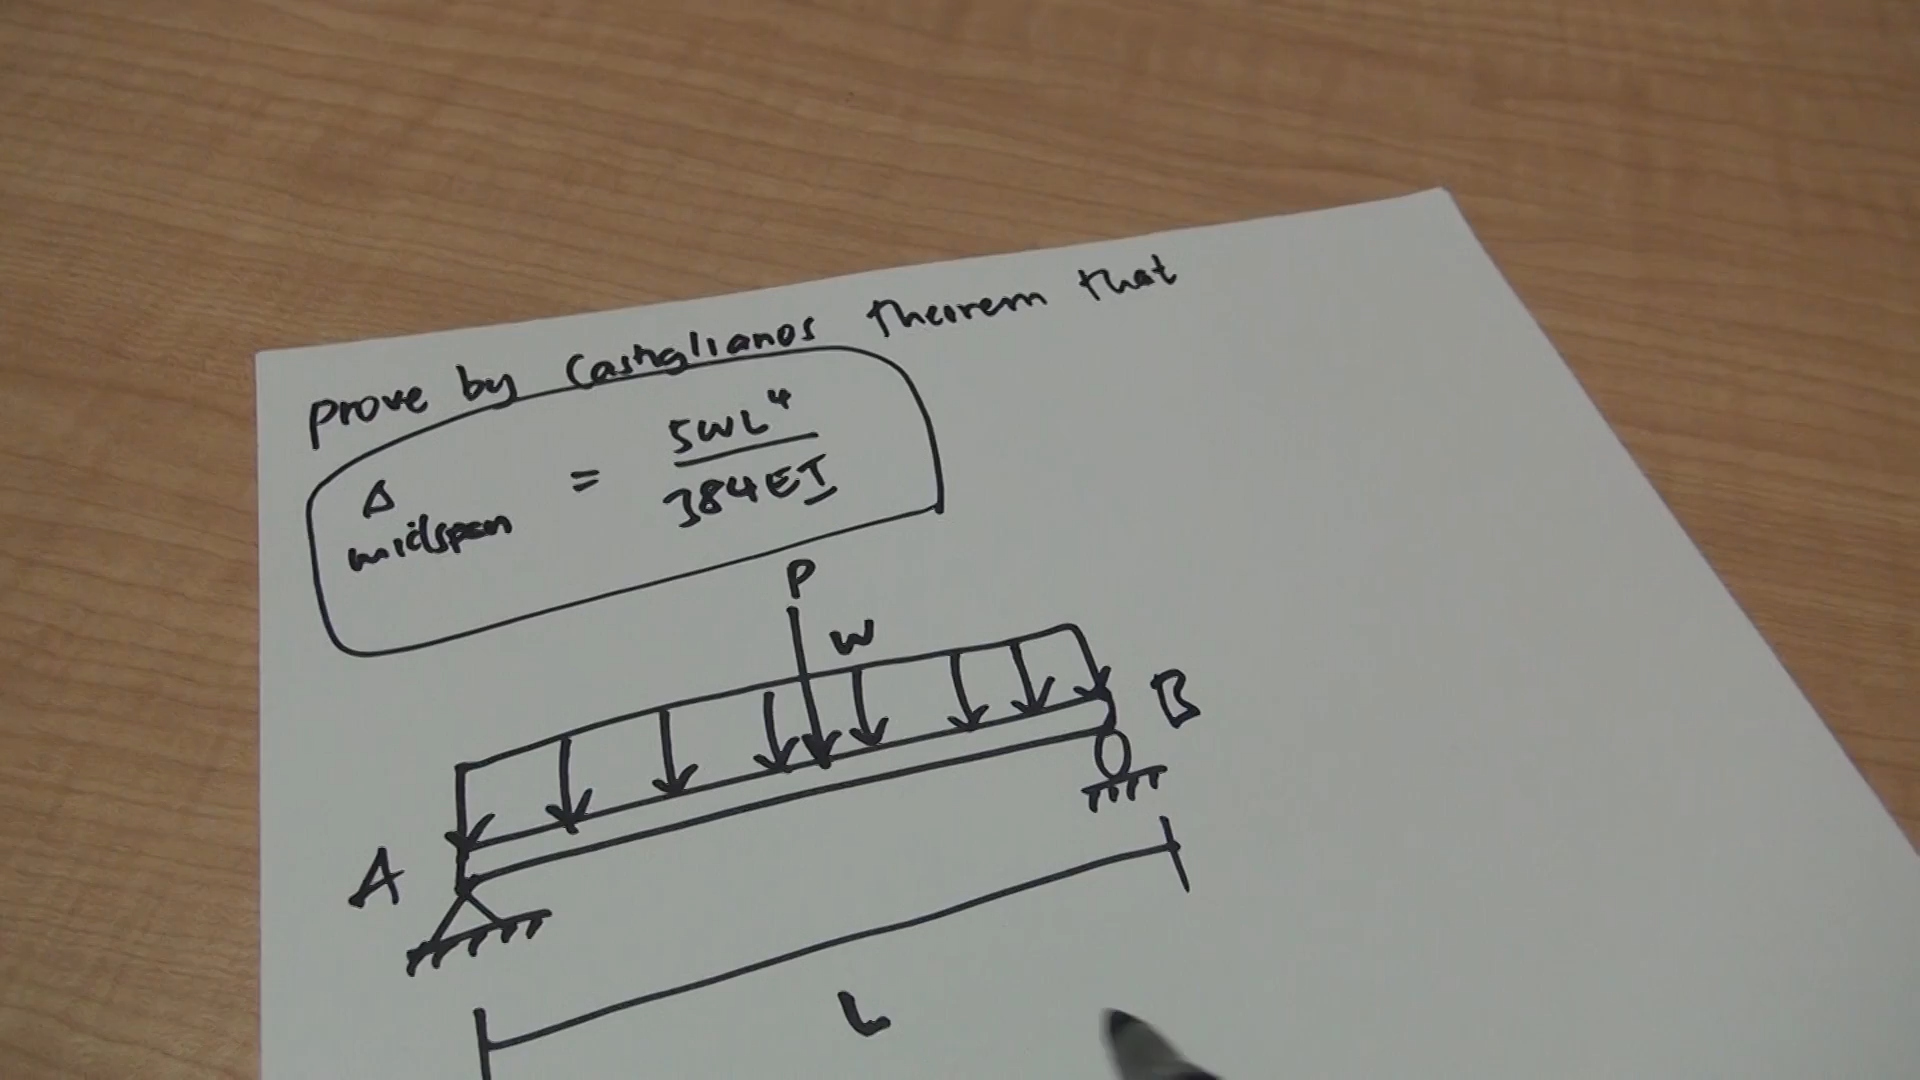 prove by Castiglianos theorem that
Δ midspan = 5WL⁴ / 384EI
P
W
B
A
L